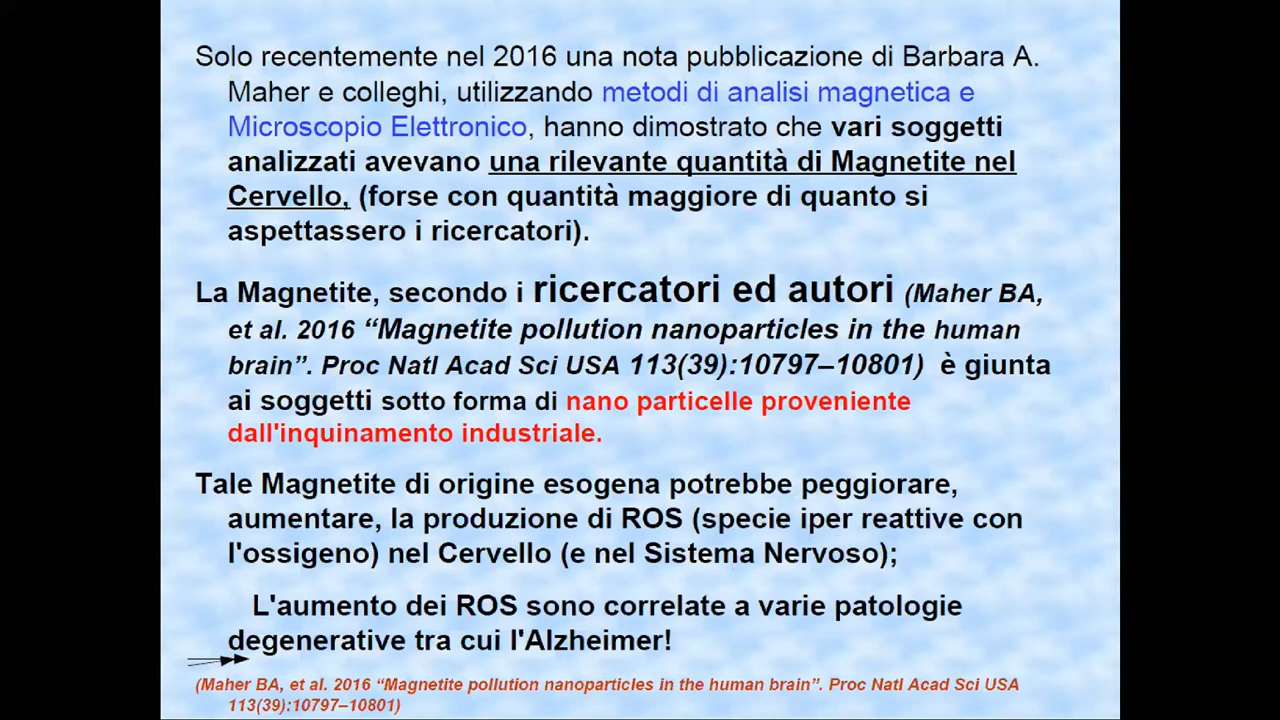 Solo recentemente nel 2016 una nota pubblicazione di Barbara A.
Maher e colleghi, utilizzando metodi di analisi magnetica e
Microscopio Elettronico, hanno dimostrato che vari soggetti
analizzati avevano una rilevante quantità di Magnetite nel
Cervello, (forse con quantità maggiore di quanto si
aspettassero i ricercatori).
La Magnetite, secondo i ricercatori ed autori (Maher BA,
et al. 2016 “Magnetite pollution nanoparticles in the human
brain”. Proc Natl Acad Sci USA 113(39):10797–10801) è giunta
ai soggetti sotto forma di nano particelle proveniente
dall'inquinamento industriale.
Tale Magnetite di origine esogena potrebbe peggiorare,
aumentare, la produzione di ROS (specie iper reattive con
l'ossigeno) nel Cervello (e nel Sistema Nervoso);
L'aumento dei ROS sono correlate a varie patologie
degenerative tra cui l'Alzheimer!
(Maher BA, et al. 2016 “Magnetite pollution nanoparticles in the human brain”. Proc Natl Acad Sci USA
113(39):10797–10801)